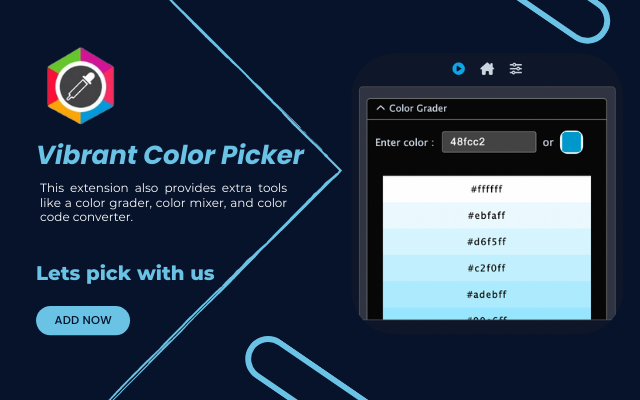 Vibrant Color Picker
This extension also provides extra tools
like a color grader, color mixer, and color
code converter.
Lets pick with us
ADD NOW
Color Grader
Enter color : 48fcc2 or
#ffffff
#ebfaff
#d6f5ff
#c2f0ff
#adebff